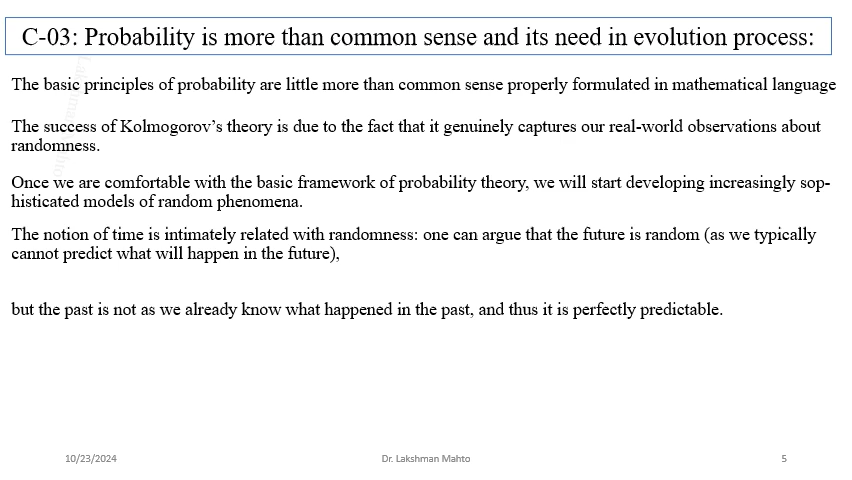 C-03: Probability is more than common sense and its need in evolution process:
The basic principles of probability are little more than common sense properly formulated in mathematical language
The success of Kolmogorov's theory is due to the fact that it genuinely captures our real-world observations about
randomness.
Once we are comfortable with the basic framework of probability theory, we will start developing increasingly sop-
histicated models of random phenomena.
The notion of time is intimately related with randomness: one can argue that the future is random (as we typically
cannot predict what will happen in the future),
but the past is not as we already know what happened in the past, and thus it is perfectly predictable.
10/23/2024
Dr. Lakshman Mahto
5